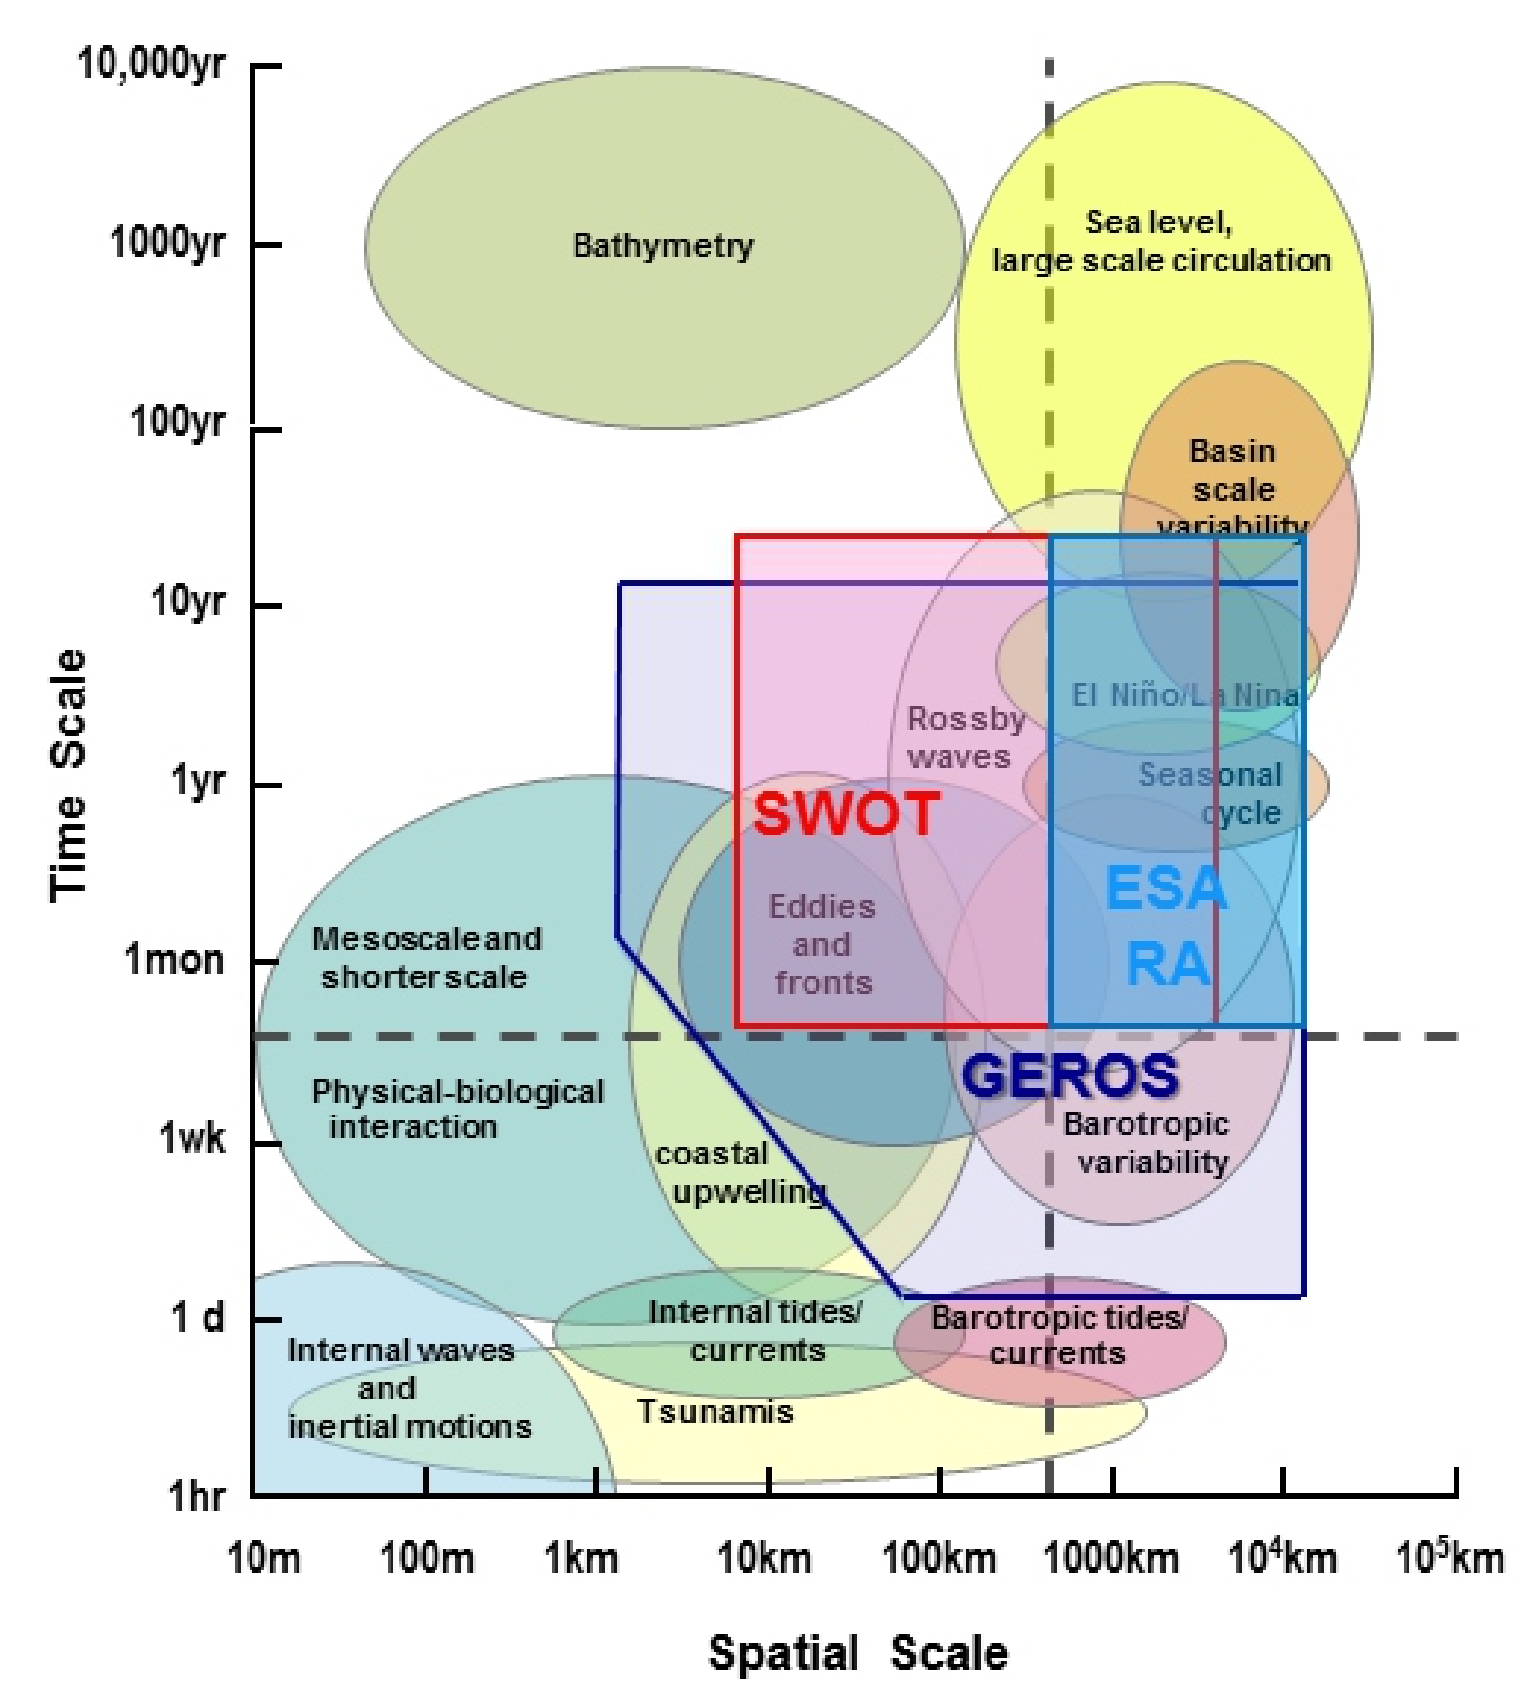 10,000yr
1000yr
100yr
10yr
1yr
1mon
1wk
1 d
1hr
Time Scale
Bathymetry
Sea level,
large scale circulation
Basin
scale
variability
El Niño/La Nina
Rossby
waves
Seasonal
cycle
SWOT
ESA
RA
Eddies
and
fronts
Mesoscale and
shorter scale
GEROS
Physical-biological
interaction
Barotropic
variability
coastal
upwelling
Internal tides/
currents
Barotropic tides/
currents
Internal waves
and
inertial motions
Tsunamis
10m 100m 1km 10km 100km 1000km 10⁴km 10⁵km
Spatial Scale